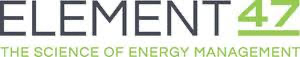 ELEMENT 47
THE SCIENCE OF ENERGY MANAGEMENT